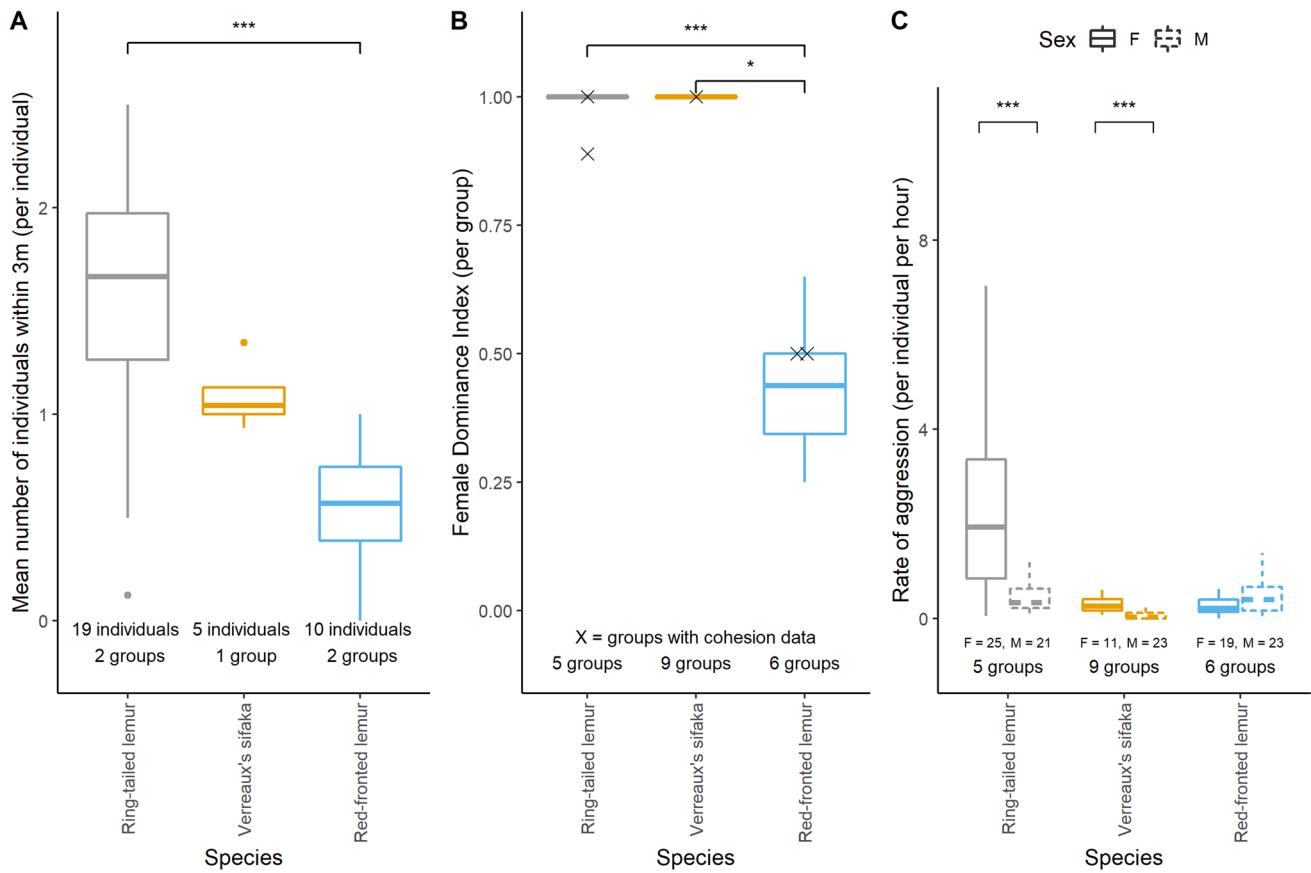 A
Mean number of individuals within 3m (per individual)
2
1
0
***
19 individuals
2 groups
5 individuals
1 group
10 individuals
2 groups
Ring-tailed lemur
Verreaux's sifaka
Red-fronted lemur
Species
B
Female Dominance Index (per group)
1.00
0.75
0.50
0.25
0.00
***
*
X = groups with cohesion data
5 groups
9 groups
6 groups
Ring-tailed lemur
Verreaux's sifaka
Red-fronted lemur
Species
C
Sex F M
Rate of aggression (per individual per hour)
8
4
0
***
***
F = 25, M = 21
5 groups
F = 11, M = 23
9 groups
F = 19, M = 23
6 groups
Ring-tailed lemur
Verreaux's sifaka
Red-fronted lemur
Species